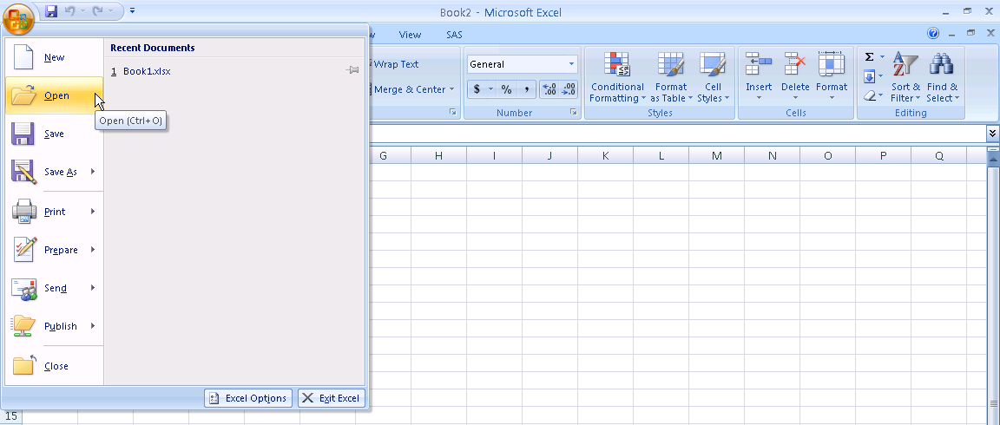 Book2 - Microsoft Excel
View SAS
New
Open
Open (Ctrl+O)
Save
Save As
Print
Prepare
Send
Publish
Close
Recent Documents
1 Book1.xlsx
Excel Options
Exit Excel
Wrap Text
Merge & Center
General
$ % ,
.0 .00
.00 .0
Number
Conditional Formatting
Format as Table
Cell Styles
Styles
Insert
Delete
Format
Cells
Σ
Sort & Filter
Find & Select
Editing
G H I J K L M N O P Q
15